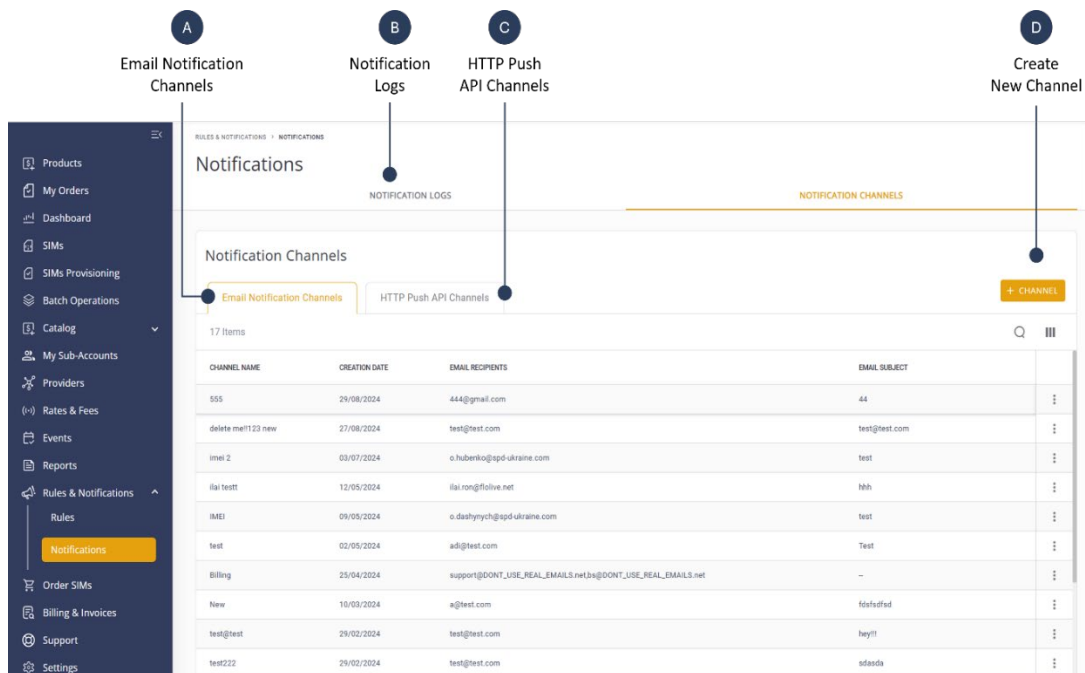 A
B
C
D
Email Notification
Channels
Notification
Logs
HTTP Push
API Channels
Create
New Channel
Products
My Orders
Dashboard
SIMs
SIMs Provisioning
Batch Operations
Catalog
My Sub-Accounts
Providers
Rates & Fees
Events
Reports
Rules & Notifications
Rules
Notifications
Order SIMs
Billing & Invoices
Support
Settings
RULES & NOTIFICATIONS > NOTIFICATIONS
Notifications
NOTIFICATION LOGS NOTIFICATION CHANNELS
Notification Channels
Email Notification Channels HTTP Push API Channels + CHANNEL
17 Items
CHANNEL NAME CREATION DATE EMAIL RECIPIENTS EMAIL SUBJECT
555 29/08/2024 444@gmail.com 44
delete me!!123 new 27/08/2024 test@test.com test@test.com
imei 2 03/07/2024 o.hubenko@spd-ukraine.com test
ilai testt 12/05/2024 ilai.ron@flolive.net hhh
IMEI 09/05/2024 o.dashynych@spd-ukraine.com test
test 02/05/2024 adi@test.com Test
Billing 25/04/2024 support@DONT_USE_REAL_EMAILS.net,bs@DONT_USE_REAL_EMAILS.net –
New 10/03/2024 a@test.com fdsfsdfsd
test@test 29/02/2024 test@test.com hey!!!
test222 29/02/2024 test@test.com sdasda